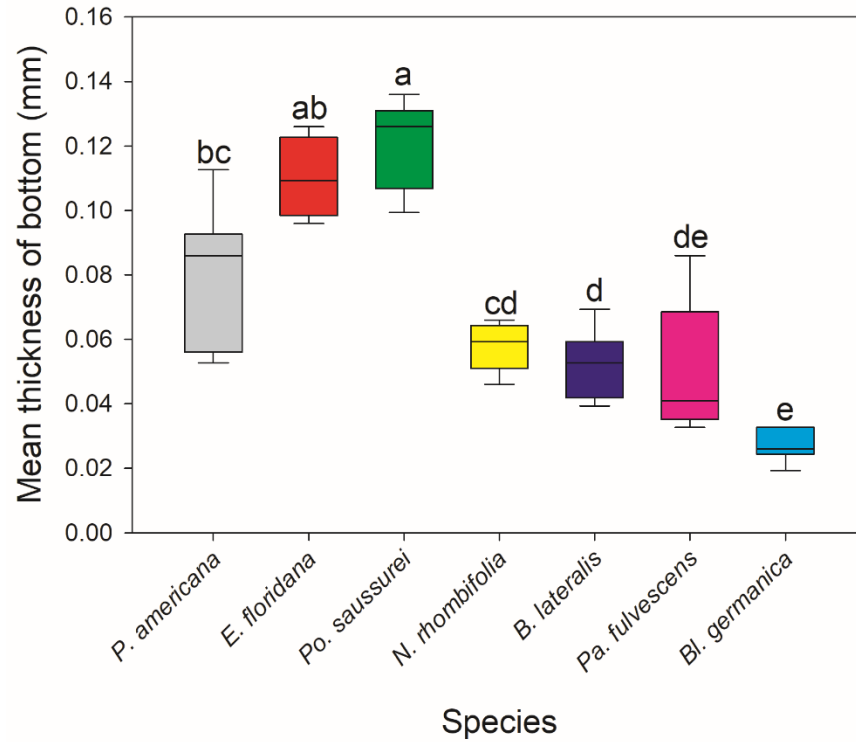 0.16
0.14
0.12
0.10
0.08
0.06
0.04
0.02
0.00
Mean thickness of bottom (mm)
bc
ab
a
cd
d
de
e
P. americana
E. floridana
Po. saussurei
N. rhombifolia
B. lateralis
Pa. fulvescens
Bl. germanica
Species